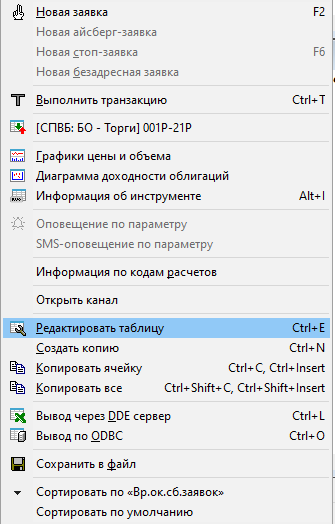 Новая заявка F2
Новая айсберг-заявка
Новая стоп-заявка F6
Новая безадресная заявка
Выполнить транзакцию Ctrl+T
[СПВБ: БО - Торги] 001P-21P
Графики цены и объема
Диаграмма доходности облигаций
Информация об инструменте Alt+I
Оповещение по параметру
SMS-оповещение по параметру
Информация по кодам расчетов
Открыть канал
Редактировать таблицу Ctrl+E
Создать копию Ctrl+N
Копировать ячейку Ctrl+C, Ctrl+Insert
Копировать все Ctrl+Shift+C, Ctrl+Shift+Insert
Вывод через DDE сервер Ctrl+L
Вывод по ODBC Ctrl+O
Сохранить в файл
Сортировать по «Вр.ок.сб.заявок»
Сортировать по умолчанию